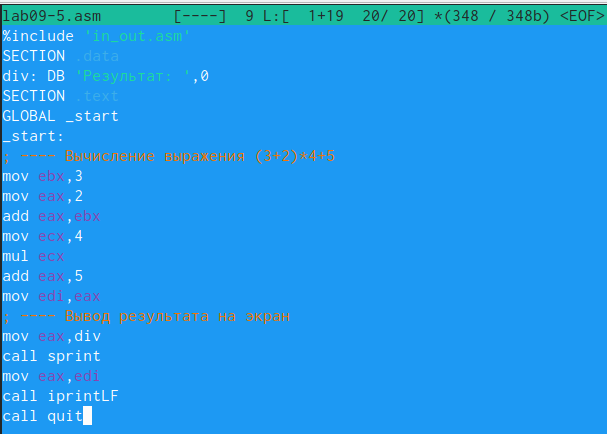 lab09-5.asm        [----]  9 L:[  1+19  20/ 20] *(348 / 348b) <EOF>
%include 'in_out.asm'
SECTION .data
div: DB 'Результат: ',0
SECTION .text
GLOBAL _start
_start:
; ---- Вычисление выражения (3+2)*4+5
mov ebx,3
mov eax,2
add eax,ebx
mov ecx,4
mul ecx
add eax,5
mov edi,eax
; ---- Вывод результата на экран
mov eax,div
call sprint
mov eax,edi
call iprintLF
call quit